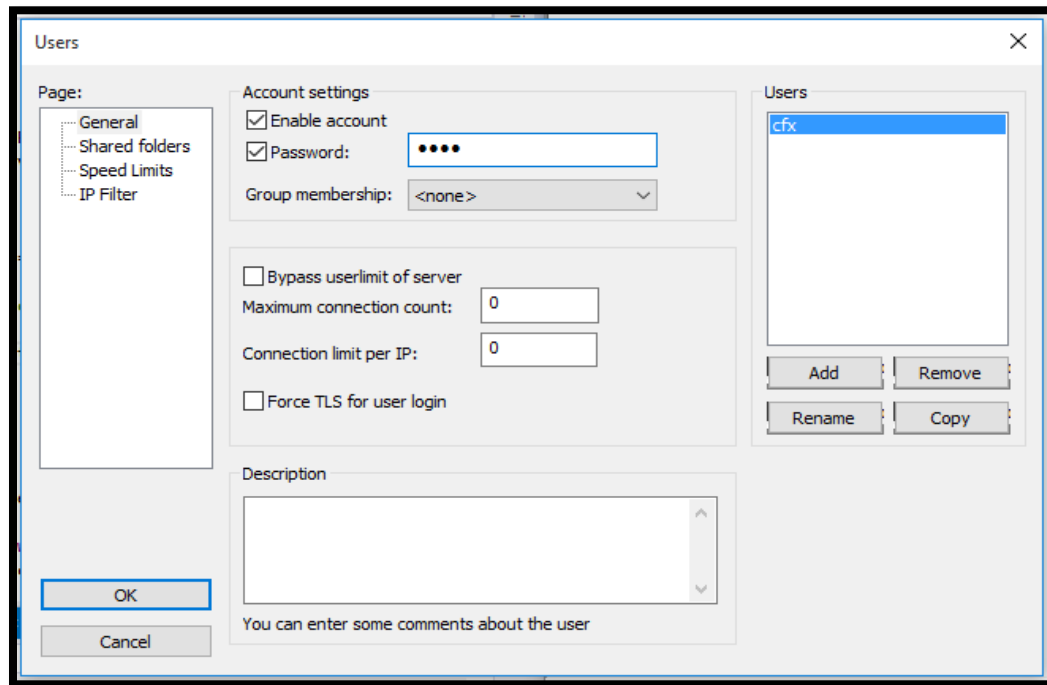 Users
Page:
General
Shared folders
Speed Limits
IP Filter
OK
Cancel
Account settings
Enable account
Password: ••••
Group membership: <none>
Bypass userlimit of server
Maximum connection count: 0
Connection limit per IP: 0
Force TLS for user login
Description
You can enter some comments about the user
Users
cfx
Add Remove
Rename Copy